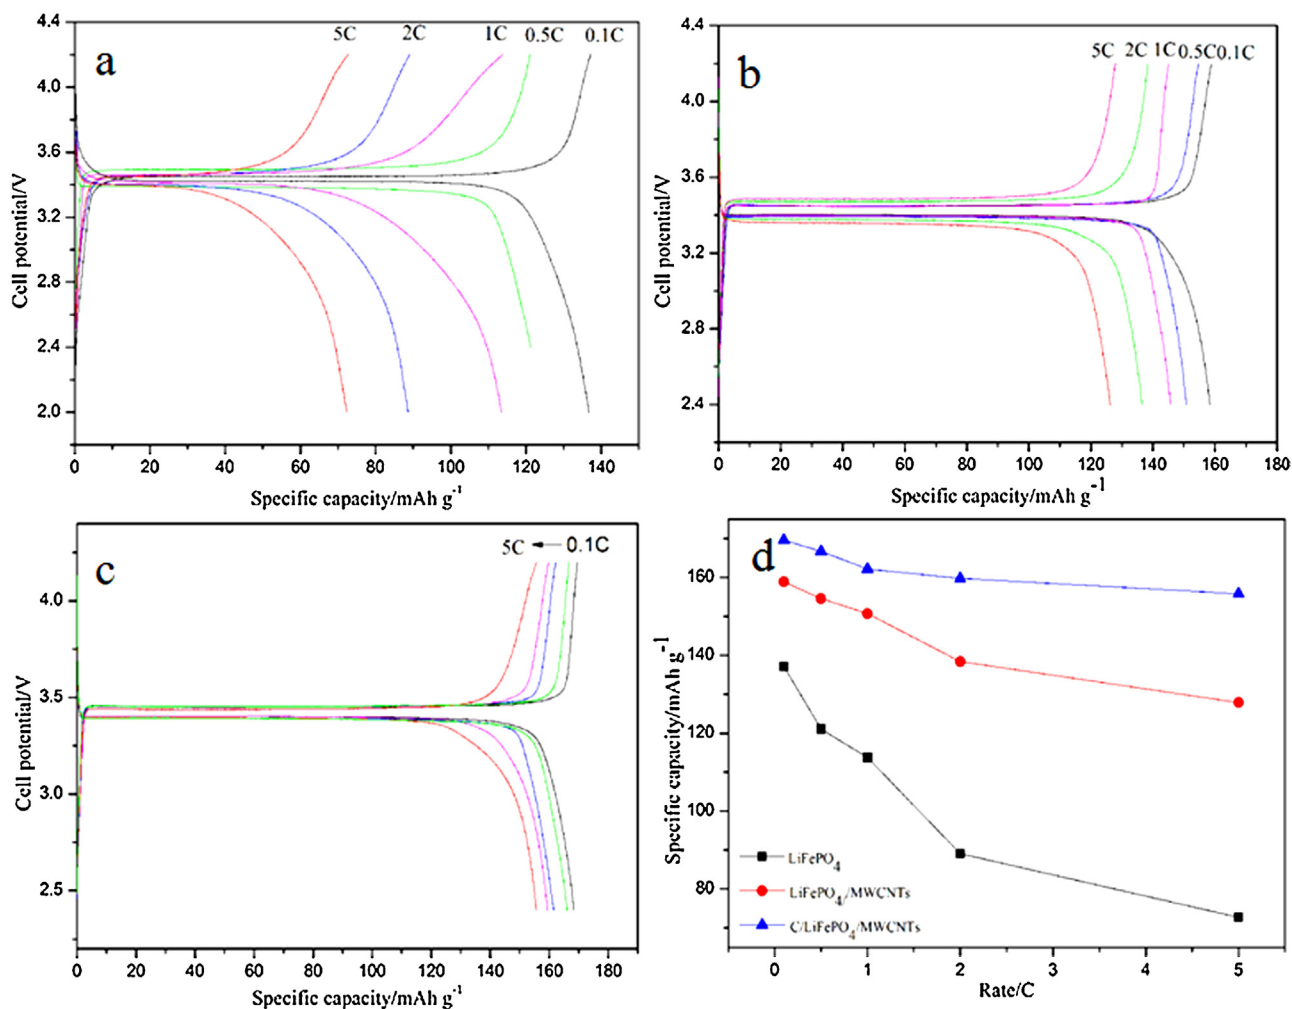 a
5C 2C 1C 0.5C 0.1C
4.4
4.0
3.6
3.2
2.8
2.4
2.0
Cell potential/V
0 20 40 60 80 100 120 140
Specific capacity/mAh g-1
b
5C 2C 1C 0.5C 0.1C
4.4
4.0
3.6
3.2
2.8
2.4
Cell potential/V
0 20 40 60 80 100 120 140 160 180
Specific capacity/mAh g-1
c
5C ← 0.1C
4.0
3.5
3.0
2.5
Cell potential/V
0 20 40 60 80 100 120 140 160 180
Specific capacity/mAh g-1
d
160
140
120
100
80
Specific capacity/mAh g-1
LiFePO4
LiFePO4/MWCNTs
C/LiFePO4/MWCNTs
0 1 2 3 4 5
Rate/C